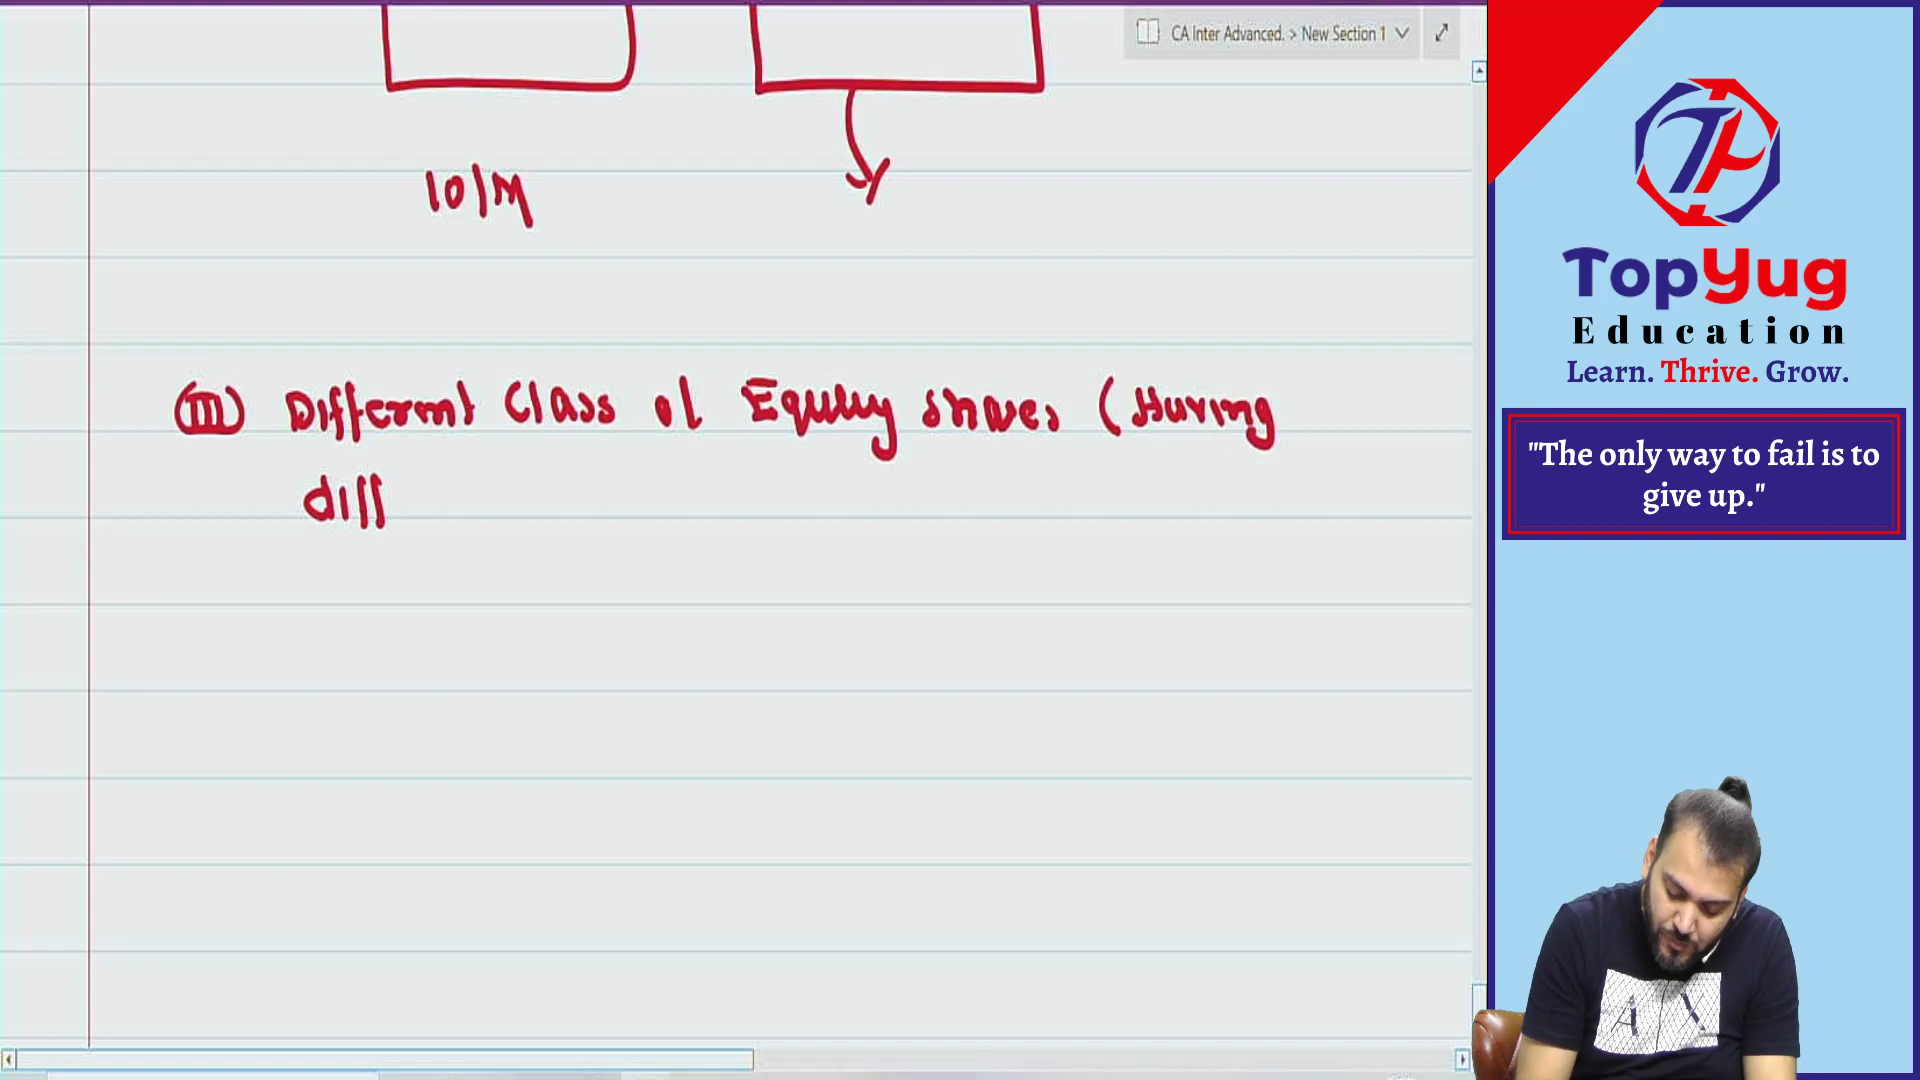 CA Inter Advanced. > New Section 1
10/M
(III) Different Class of Equity Shares (Having
diff
TopYug
Education
Learn. Thrive. Grow.
"The only way to fail is to
give up."
A X